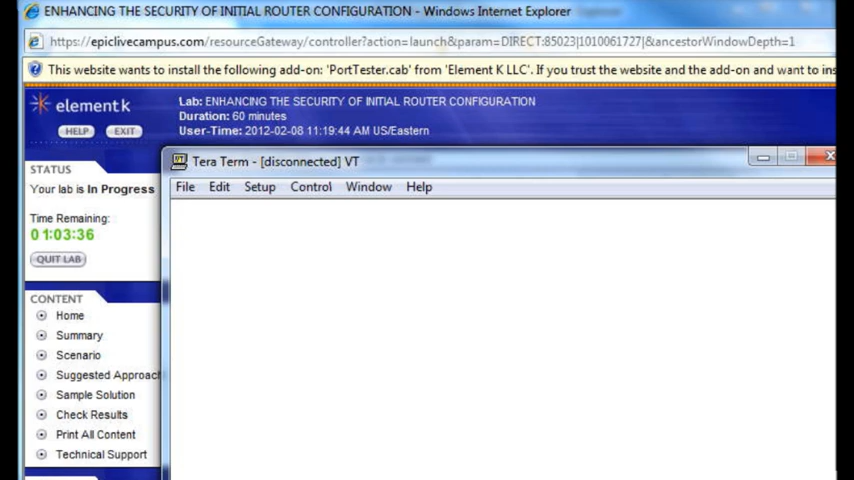 ENHANCING THE SECURITY OF INITIAL ROUTER CONFIGURATION - Windows Internet Explorer
https://epiclivecampus.com/resourceGateway/controller?action=launch&param=DIRECT:85023|1010061727|&ancestorWindowDepth=1
This website wants to install the following add-on: 'PortTester.cab' from 'Element K LLC'. If you trust the website and the add-on and want to ins
element k
Lab: ENHANCING THE SECURITY OF INITIAL ROUTER CONFIGURATION
Duration: 60 minutes
HELP EXIT
User-Time: 2012-02-08 11:19:44 AM US/Eastern
Tera Term - [disconnected] VT
File Edit Setup Control Window Help
STATUS
Your lab is In Progress
Time Remaining:
01:03:36
QUIT LAB
CONTENT
Home
Summary
Scenario
Suggested Approach
Sample Solution
Check Results
Print All Content
Technical Support